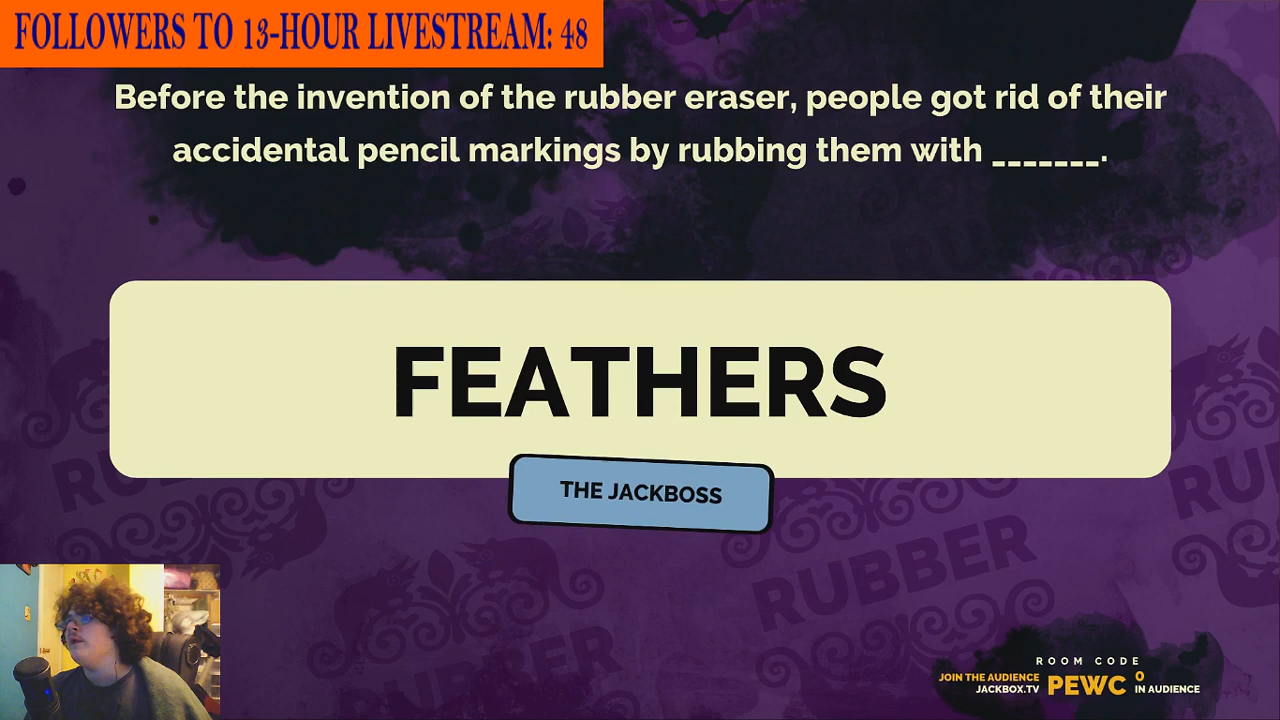 FOLLOWERS TO 13-HOUR LIVESTREAM: 48
Before the invention of the rubber eraser, people got rid of their
accidental pencil markings by rubbing them with _______.
FEATHERS
THE JACKBOSS
RUBBER
RUBBER
RUBBER
ROOM CODE
JOIN THE AUDIENCE
JACKBOX.TV
PEWC
0
IN AUDIENCE